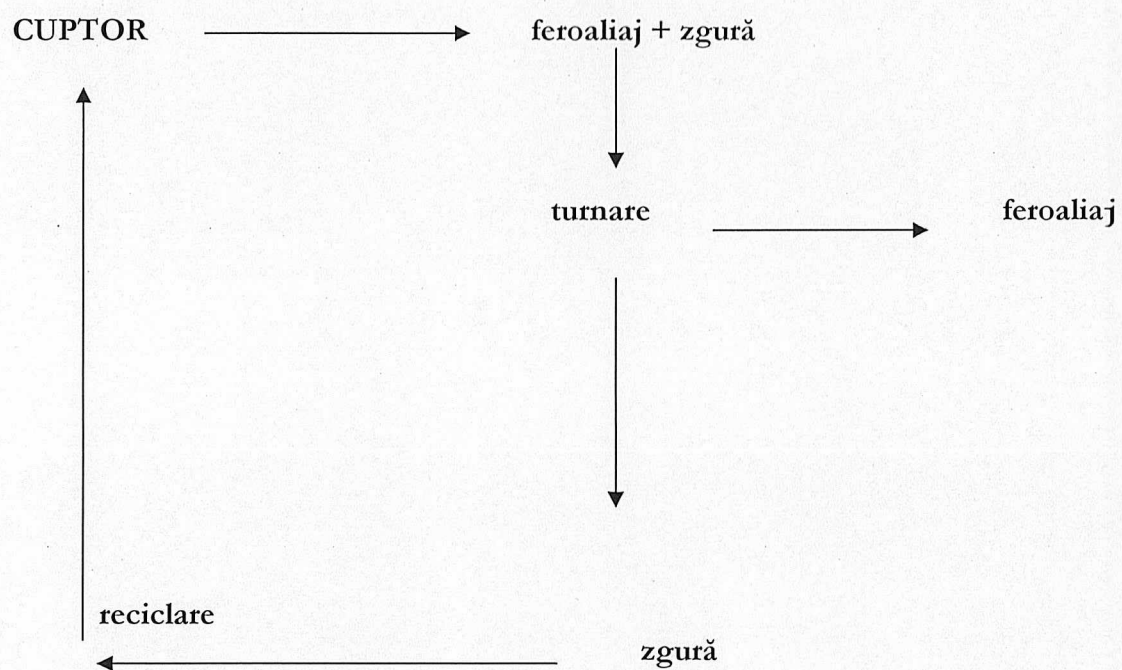 CUPTOR
feroaliaj + zgură
turnare
feroaliaj
reciclare
zgură